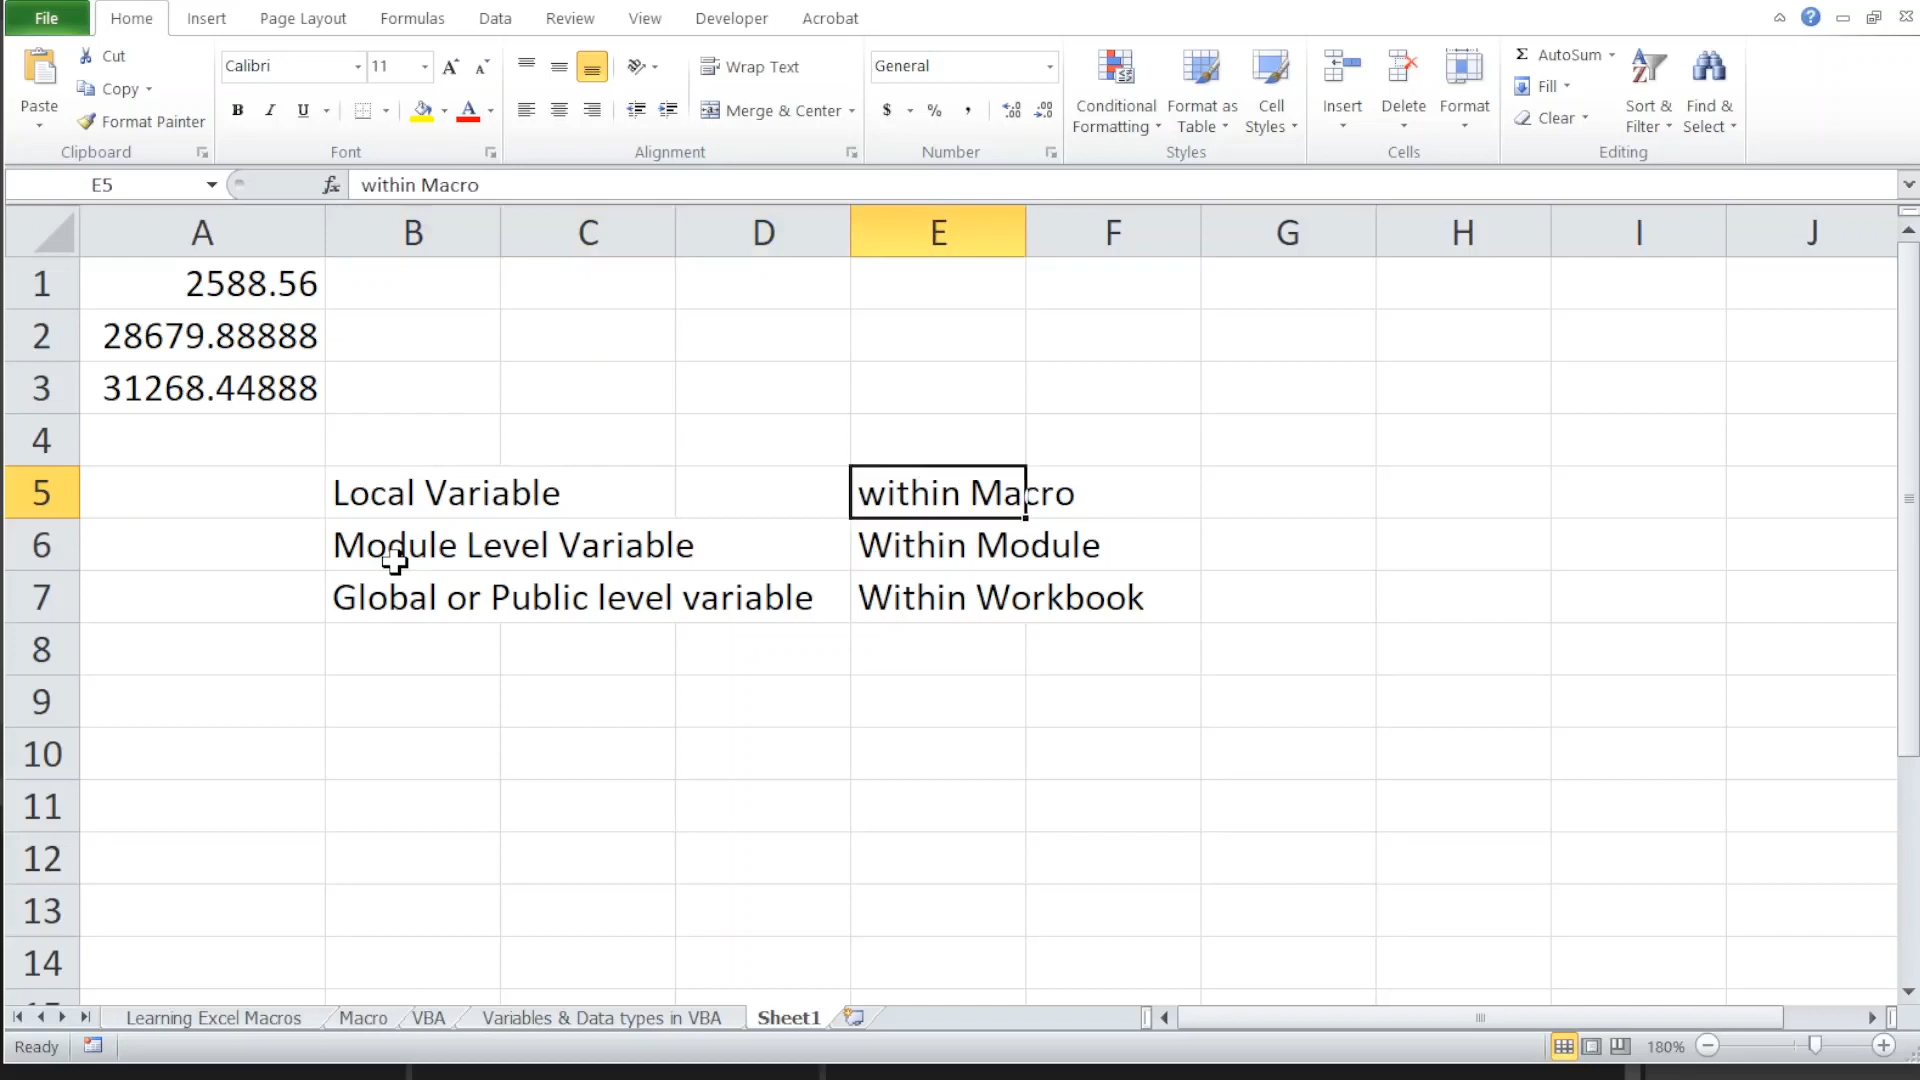 File Home Insert Page Layout Formulas Data Review View Developer Acrobat
Paste Cut Copy Format Painter
Clipboard
Calibri 11
B I U A
Font
Wrap Text
Merge & Center
Alignment
General
$ % ,
Number
Conditional Formatting Format as Table Cell Styles
Styles
Insert Delete Format
Cells
Σ AutoSum
Fill
Clear
Sort & Filter Find & Select
Editing
E5 fx within Macro
A B C D E F G H I J
1 2588.56
2 28679.88888
3 31268.44888
4
5 Local Variable within Macro
6 Module Level Variable Within Module
7 Global or Public level variable Within Workbook
8
9
10
11
12
13
14
Learning Excel Macros Macro VBA Variables & Data types in VBA Sheet1
Ready 180%